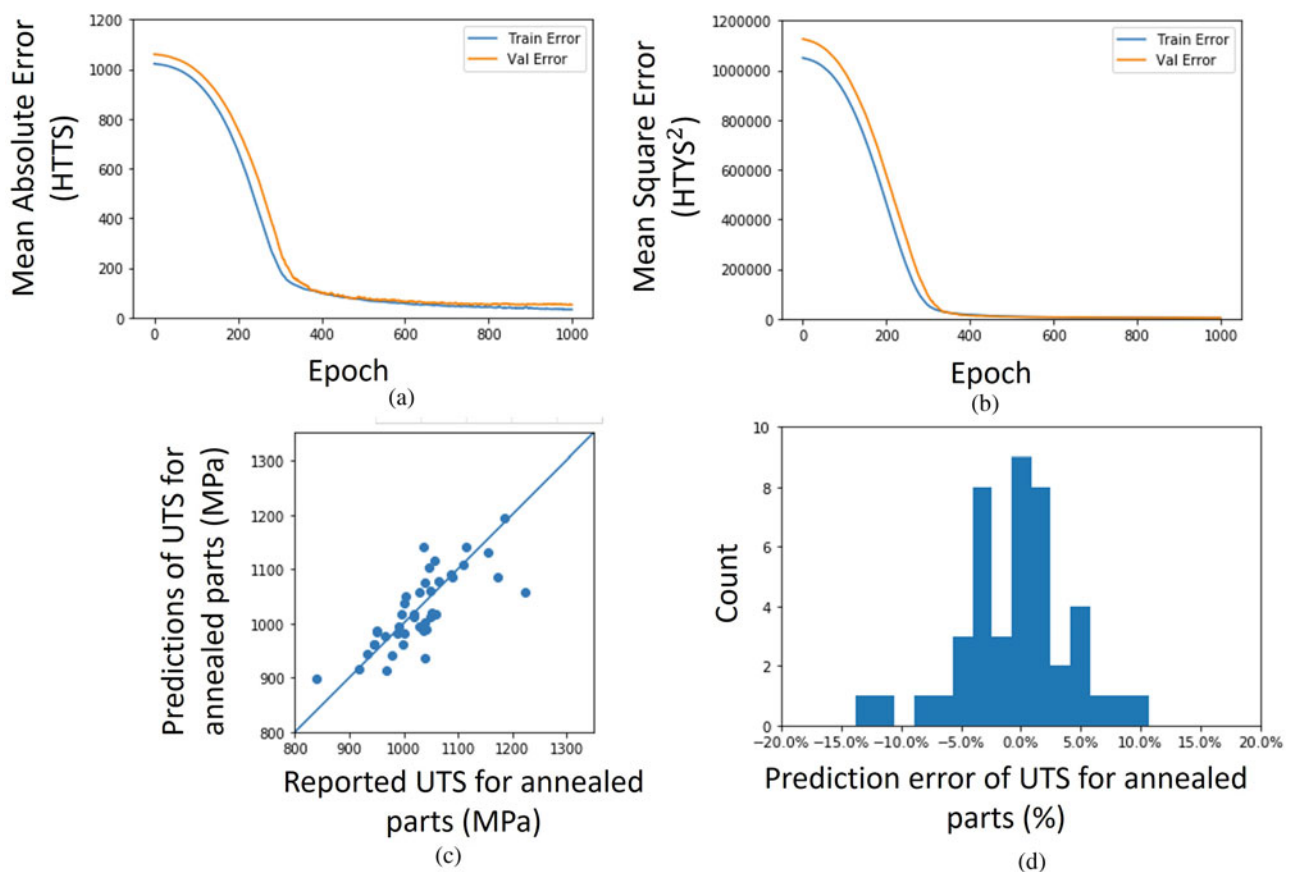 Mean Absolute Error
(HTTS)
1200
1000
800
600
400
200
0
Train Error
Val Error
0 200 400 600 800 1000
Epoch
(a)
Mean Square Error
(HTYS²)
1200000
1000000
800000
600000
400000
200000
0
Train Error
Val Error
0 200 400 600 800 1000
Epoch
(b)
Predictions of UTS for
annealed parts (MPa)
1300
1200
1100
1000
900
800
800 900 1000 1100 1200 1300
Reported UTS for annealed
parts (MPa)
(c)
Count
10
8
6
4
2
0
−20.0% −15.0% −10.0% −5.0% 0.0% 5.0% 10.0% 15.0% 20.0%
Prediction error of UTS for annealed
parts (%)
(d)